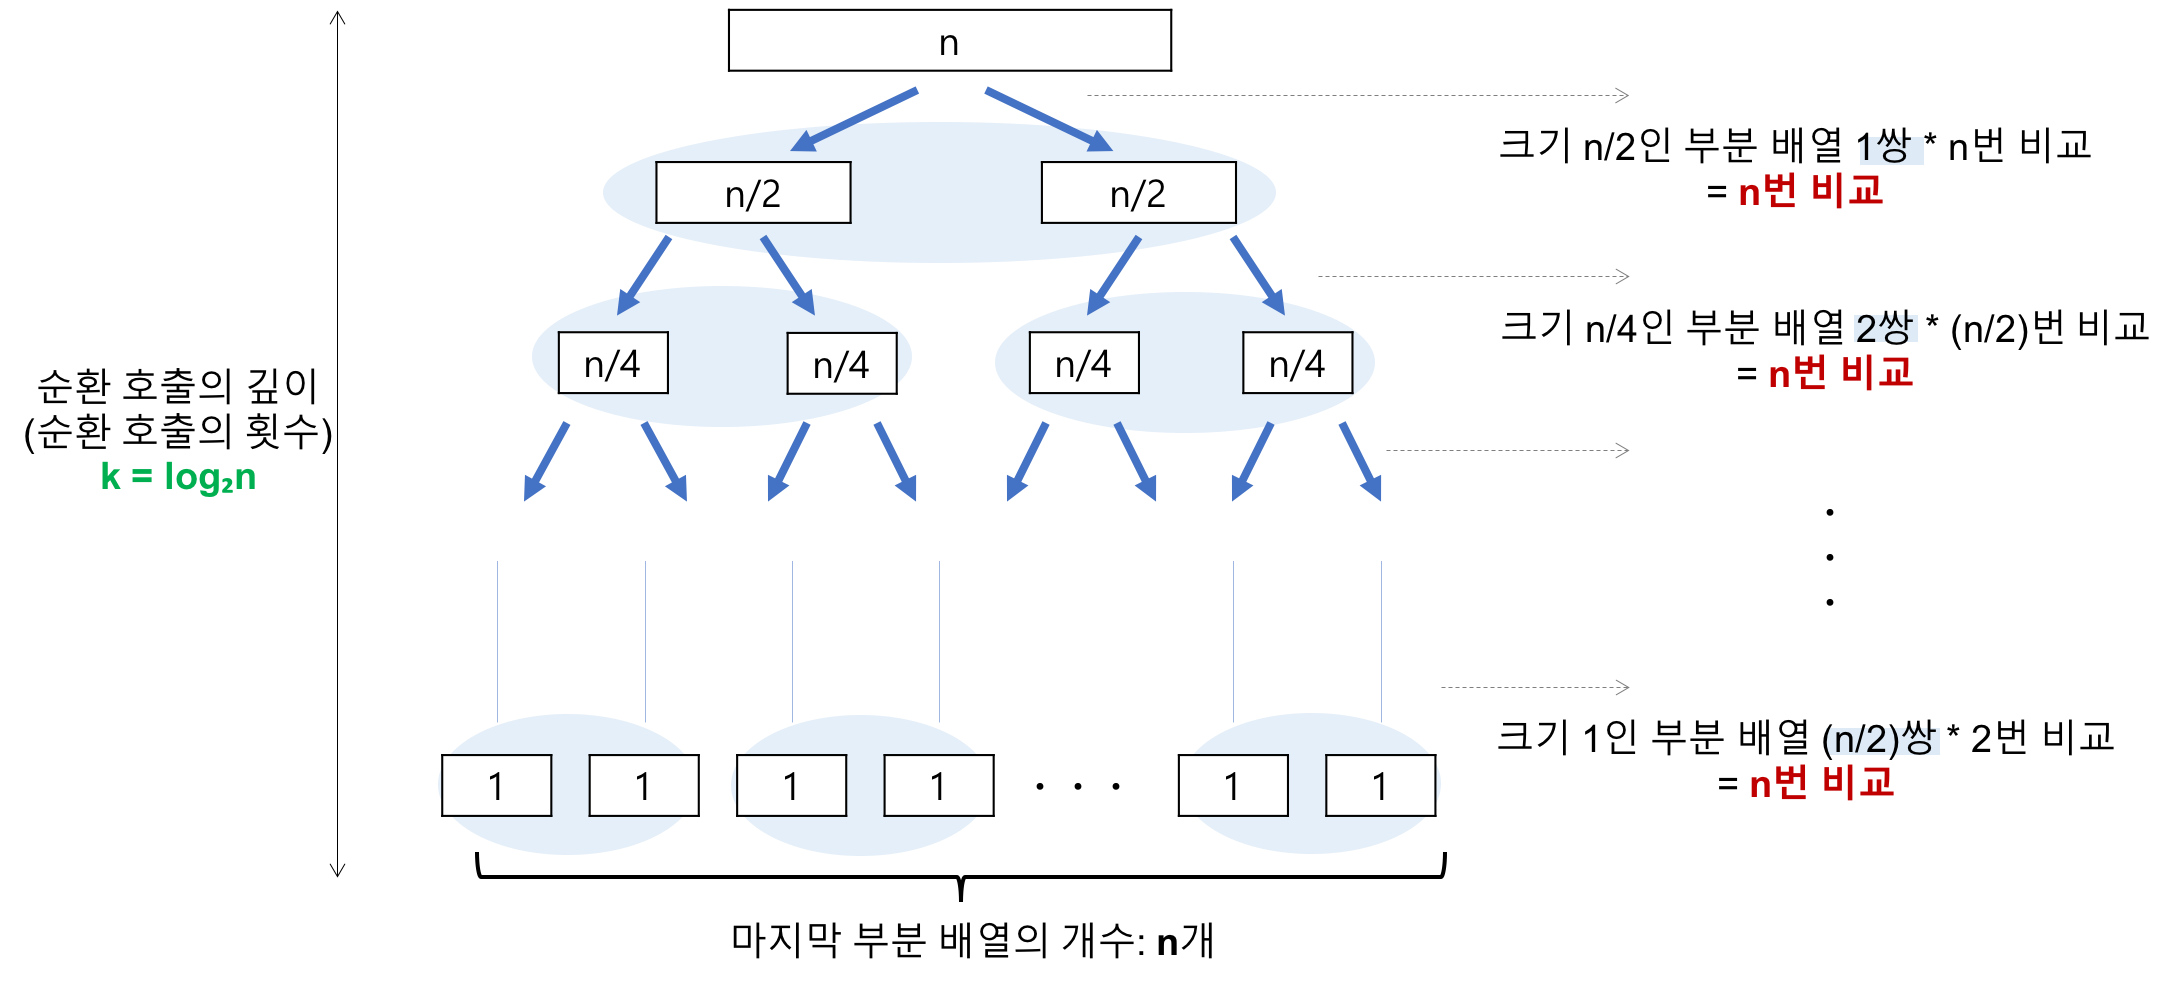 n
크기 n/2인 부분 배열 1쌍 * n번 비교
= n번 비교
n/2 n/2
크기 n/4인 부분 배열 2쌍 * (n/2)번 비교
= n번 비교
n/4 n/4 n/4 n/4
순환 호출의 깊이
(순환 호출의 횟수)
k = log₂n
크기 1인 부분 배열 (n/2)쌍 * 2번 비교
= n번 비교
1 1 1 1 · · · 1 1
마지막 부분 배열의 개수: n개